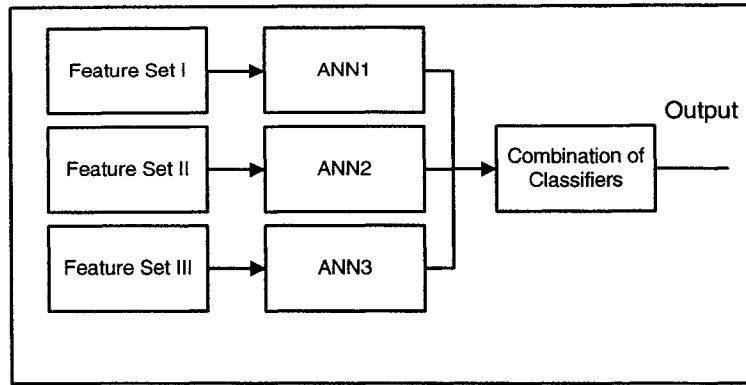 Feature Set I
ANN1
Output
Feature Set II
ANN2
Combination of
Classifiers
Feature Set III
ANN3